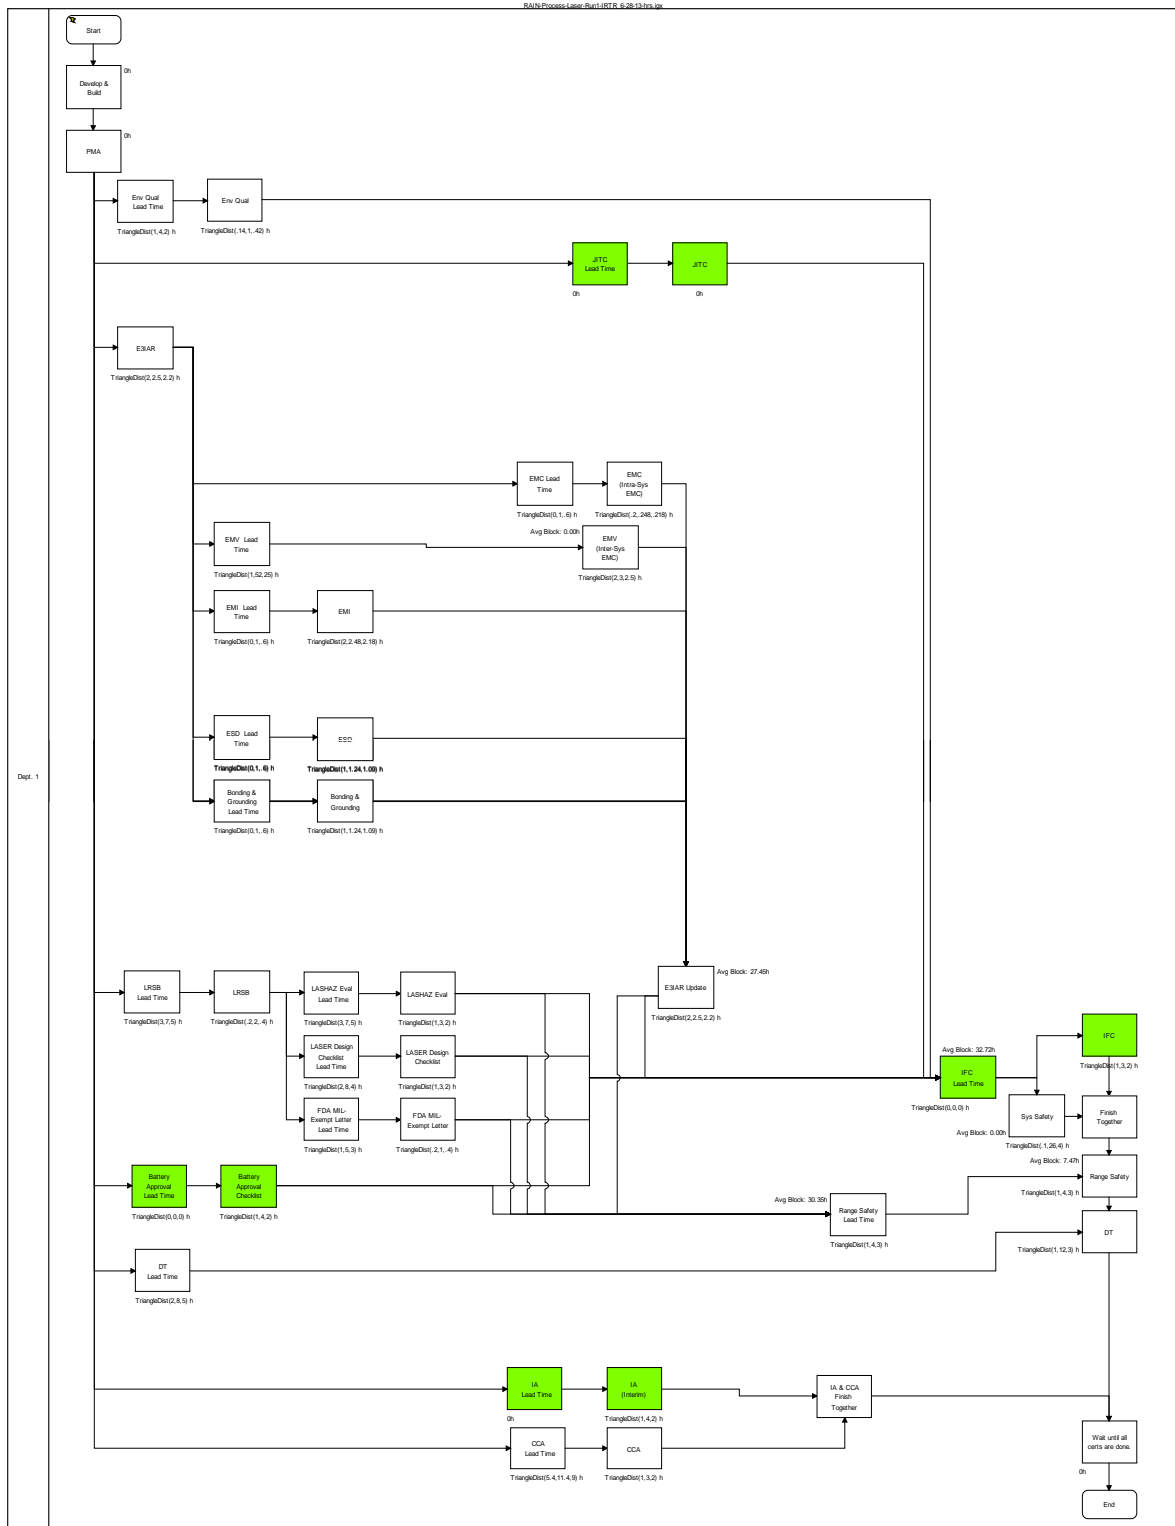 RAIN-Process-Laser-Run1-IRTR_6-28-13-hrs.igx
Start
0h
Develop &
Build
0h
PMA
Env Qual
Lead Time
TriangleDist(1,4,2) h
Env Qual
TriangleDist(.14,1,.42) h
JITC
Lead Time
0h
JITC
0h
E3IAR
TriangleDist(2,2.5,2.2) h
EMC Lead
Time
TriangleDist(0,1,.6) h
EMC
(Intra-Sys
EMC)
TriangleDist(.2,.248,.218) h
EMV Lead
Time
TriangleDist(1,52,25) h
Avg Block: 0.00h
EMV
(Inter-Sys
EMC)
TriangleDist(2,3,2.5) h
EMI Lead
Time
TriangleDist(0,1,.6) h
EMI
TriangleDist(2,2.48,2.18) h
ESD Lead
Time
TriangleDist(0,1,.6) h
ESD
TriangleDist(1,1.24,1.09) h
Dept. 1
Bonding &
Grounding
Lead Time
TriangleDist(0,1,.6) h
Bonding &
Grounding
TriangleDist(1,1.24,1.09) h
LRSB
Lead Time
TriangleDist(3,7,5) h
LRSB
TriangleDist(.2,2,.4) h
LASHAZ Eval
Lead Time
TriangleDist(3,7,5) h
LASHAZ Eval
TriangleDist(1,3,2) h
Avg Block: 27.45h
E3IAR Update
TriangleDist(2,2.5,2.2) h
LASER Design
Checklist
Lead Time
TriangleDist(2,8,4) h
LASER Design
Checklist
TriangleDist(1,3,2) h
FDA MIL-
Exempt Letter
Lead Time
TriangleDist(1,5,3) h
FDA MIL-
Exempt Letter
TriangleDist(.2,1,.4) h
Avg Block: 32.72h
IFC
Lead Time
TriangleDist(0,0,0) h
IFC
TriangleDist(1,3,2) h
Sys Safety
Avg Block: 0.00h
TriangleDist(.1,26,4) h
Finish
Together
Battery
Approval
Lead Time
TriangleDist(0,0,0) h
Battery
Approval
Checklist
TriangleDist(1,4,2) h
Avg Block: 30.35h
Range Safety
Lead Time
TriangleDist(1,4,3) h
Avg Block: 7.47h
Range Safety
TriangleDist(1,4,3) h
DT
TriangleDist(1,12,3) h
DT
Lead Time
TriangleDist(2,8,5) h
IA
Lead Time
0h
IA
(Interim)
TriangleDist(1,4,2) h
IA & CCA
Finish
Together
CCA
Lead Time
TriangleDist(5.4,11.4,9) h
CCA
TriangleDist(1,3,2) h
Wait until all
certs are done.
0h
End